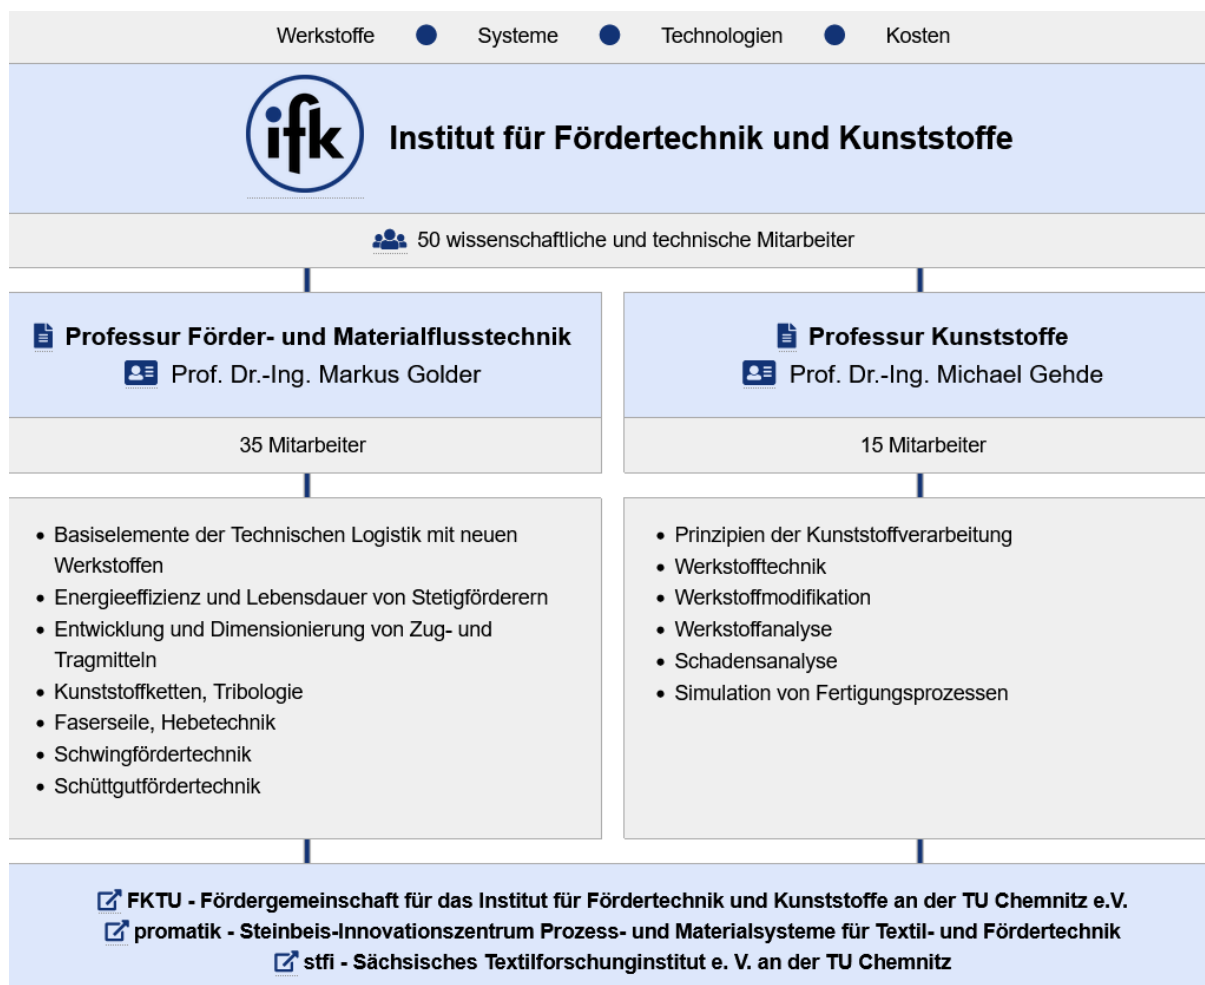 Werkstoffe Systeme Technologien Kosten
ifk
Institut für Fördertechnik und Kunststoffe
50 wissenschaftliche und technische Mitarbeiter
Professur Förder- und Materialflusstechnik
Prof. Dr.-Ing. Markus Golder
35 Mitarbeiter
• Basiselemente der Technischen Logistik mit neuen
Werkstoffen
• Energieeffizienz und Lebensdauer von Stetigförderern
• Entwicklung und Dimensionierung von Zug- und
Tragmitteln
• Kunststoffketten, Tribologie
• Faserseile, Hebetechnik
• Schwingfördertechnik
• Schüttgutfördertechnik
Professur Kunststoffe
Prof. Dr.-Ing. Michael Gehde
15 Mitarbeiter
• Prinzipien der Kunststoffverarbeitung
• Werkstofftechnik
• Werkstoffmodifikation
• Werkstoffanalyse
• Schadensanalyse
• Simulation von Fertigungsprozessen
FKTU - Fördergemeinschaft für das Institut für Fördertechnik und Kunststoffe an der TU Chemnitz e.V.
promatik - Steinbeis-Innovationszentrum Prozess- und Materialsysteme für Textil- und Fördertechnik
stfi - Sächsisches Textilforschunginstitut e. V. an der TU Chemnitz